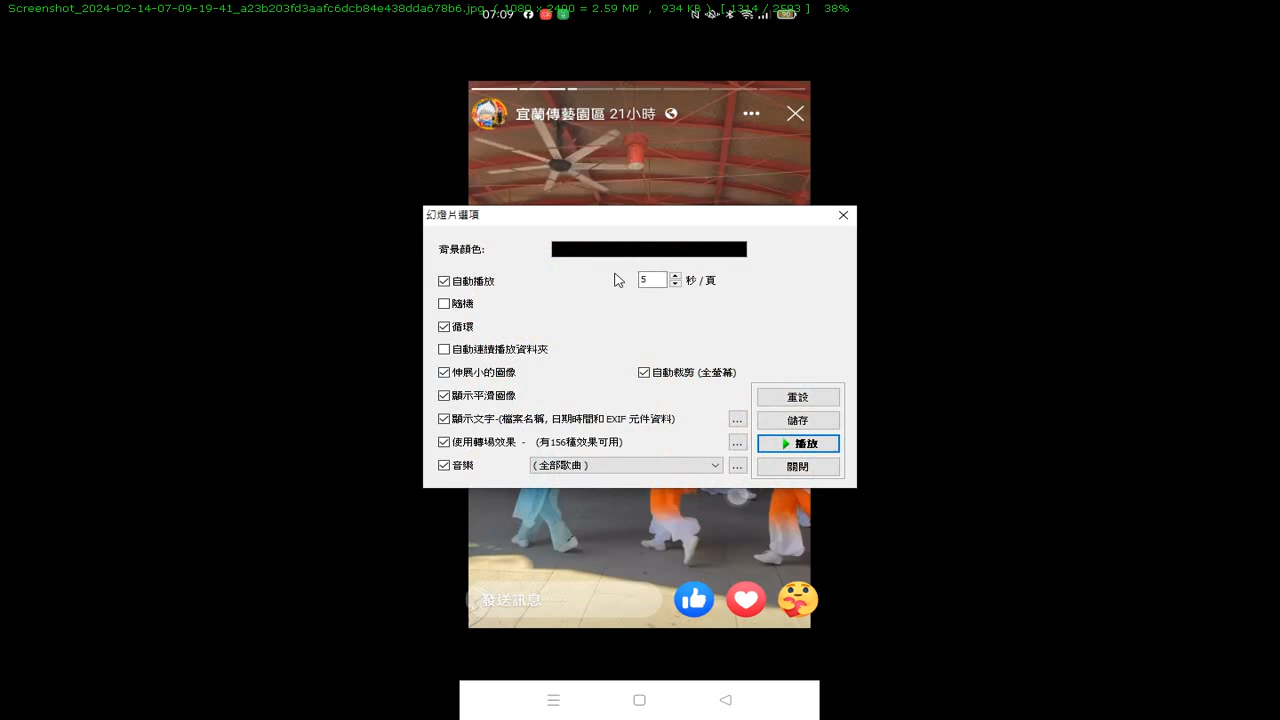 Screenshot_2024-02-14-07-09-19-41_a23b203fd3aafc6dcb84e438dda678b6.jpg ( 1080 x 2400 = 2.59 MP , 934 KB ) [ 1314 / 2593 ] 38%
07:09
宜蘭傳藝園區 21小時
幻燈片選項
背景顏色:
自動播放 5 秒 / 頁
隨機
循環
自動連續播放資料夾
伸展小的圖像 自動裁剪 (全螢幕)
顯示平滑圖像 重設
顯示文字-(檔案名稱, 日期時間和 EXIF 元件資料) ... 儲存
使用轉場效果 - (有156種效果可用) ... 播放
音樂 ( 全部歌曲 ) ... 關閉
發送訊息